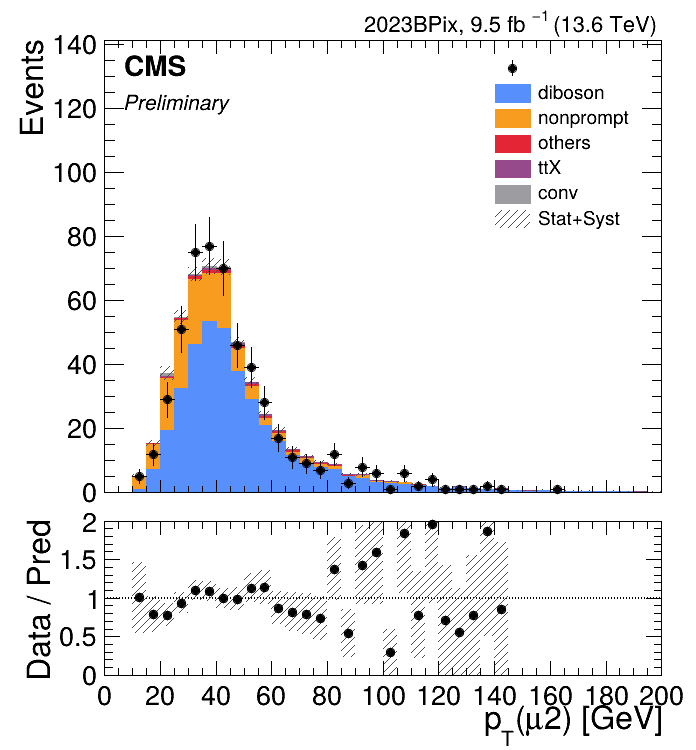 2023BPix, 9.5 fb⁻¹ (13.6 TeV)
CMS
Preliminary
Events
140
120
100
80
60
40
20
0
diboson
nonprompt
others
ttX
conv
Stat+Syst
Data / Pred
2
1.5
1
0.5
0
0 20 40 60 80 100 120 140 160 180 200
p_T(μ2) [GeV]